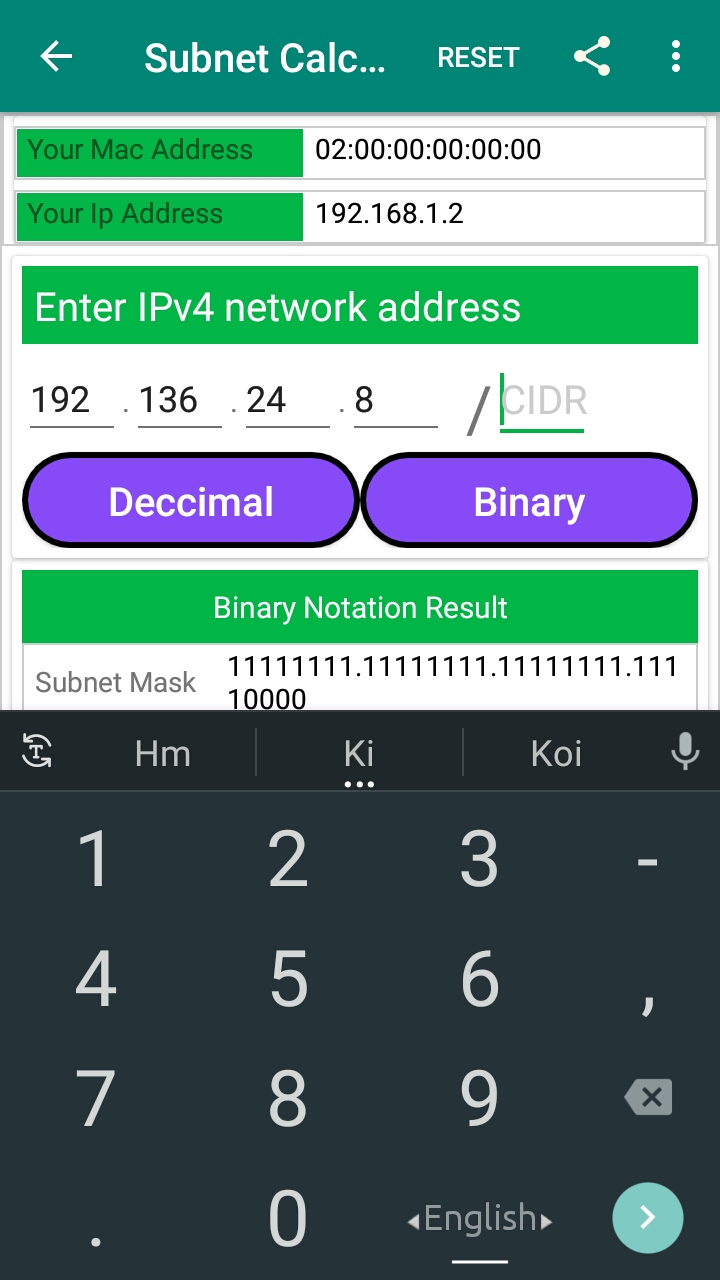 Subnet Calc... RESET
Your Mac Address 02:00:00:00:00:00
Your Ip Address 192.168.1.2
Enter IPv4 network address
192 . 136 . 24 . 8 / CIDR
Deccimal Binary
Binary Notation Result
Subnet Mask 11111111.11111111.11111111.111
10000
Hm Ki Koi
1 2 3 -
4 5 6 ,
7 8 9
. 0 English